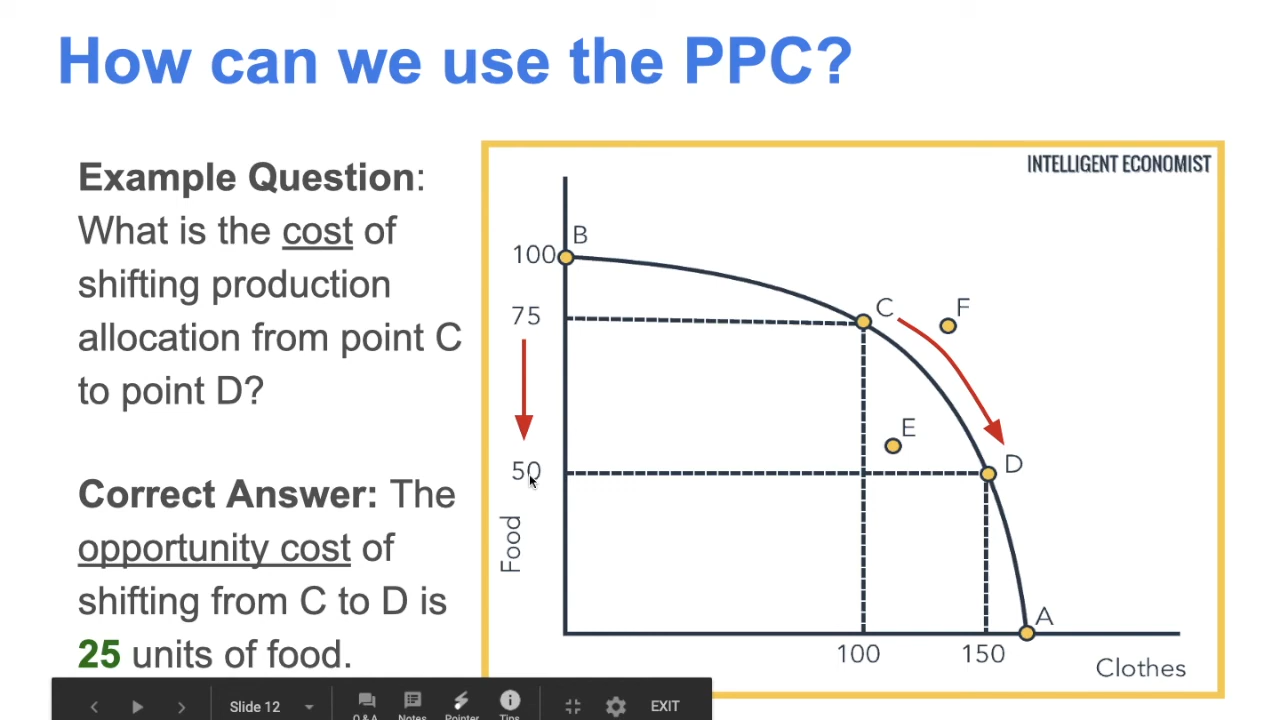 How can we use the PPC?
Example Question:
What is the cost of
shifting production
allocation from point C
to point D?
Correct Answer: The
opportunity cost of
shifting from C to D is
25 units of food.
INTELLIGENT ECONOMIST
B
100
C
F
75
E
D
50
Food
A
100
150
Clothes
Slide 12
Q&A
Notes
Pointer
Tips
EXIT